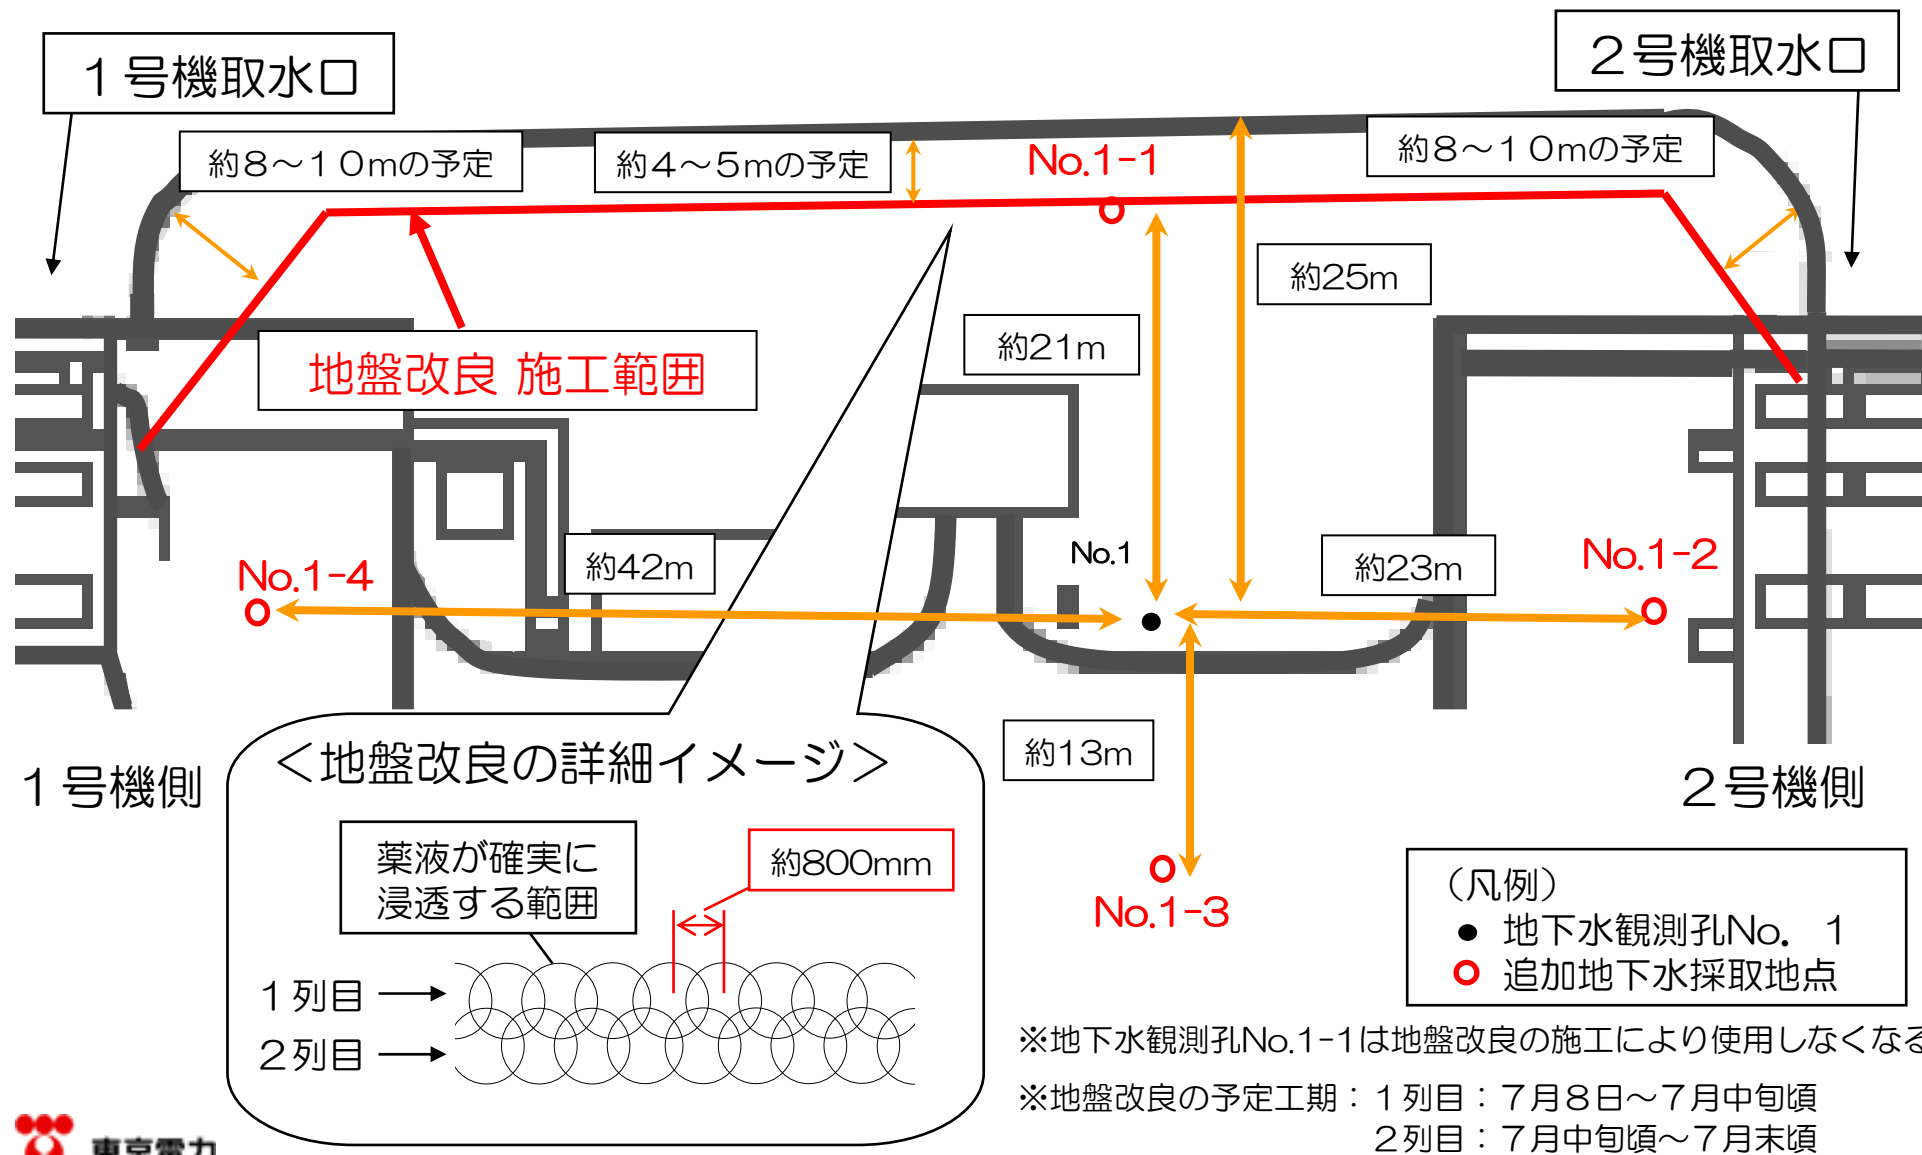 １号機取水口
２号機取水口
約８～１０mの予定
約４～５mの予定
約８～１０mの予定
No.1-1
約25m
約21m
地盤改良 施工範囲
No.1-4
約42m
No.1
約23m
No.1-2
約13m
No.1-3
１号機側
２号機側
＜地盤改良の詳細イメージ＞
薬液が確実に
浸透する範囲
約800mm
１列目
２列目
（凡例）
● 地下水観測孔No．１
○ 追加地下水採取地点
※地下水観測孔No.1-1は地盤改良の施工により使用しなくなる
※地盤改良の予定工期：１列目：７月８日～７月中旬頃
２列目：７月中旬頃～７月末頃
東京電力